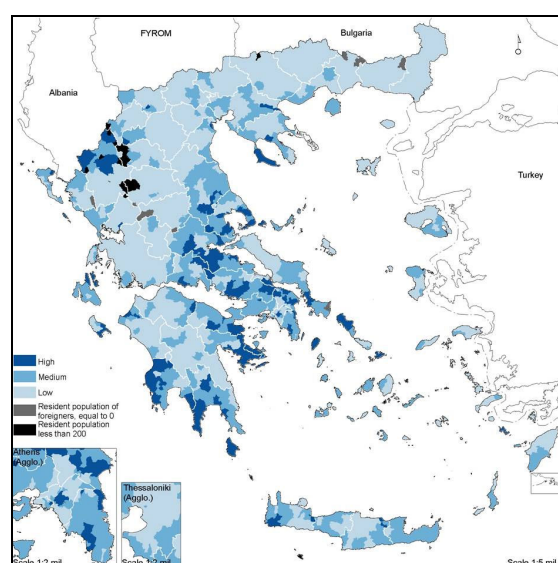 FYROM
Bulgaria
Albania
Turkey
High
Medium
Low
Resident population of
foreigners, equal to 0
Resident population
less than 200
Athens
(Agglo.)
Thessaloniki
(Agglo.)
Scale 1:2 mil
Scale 1:2 mil
Scale 1:5 mil